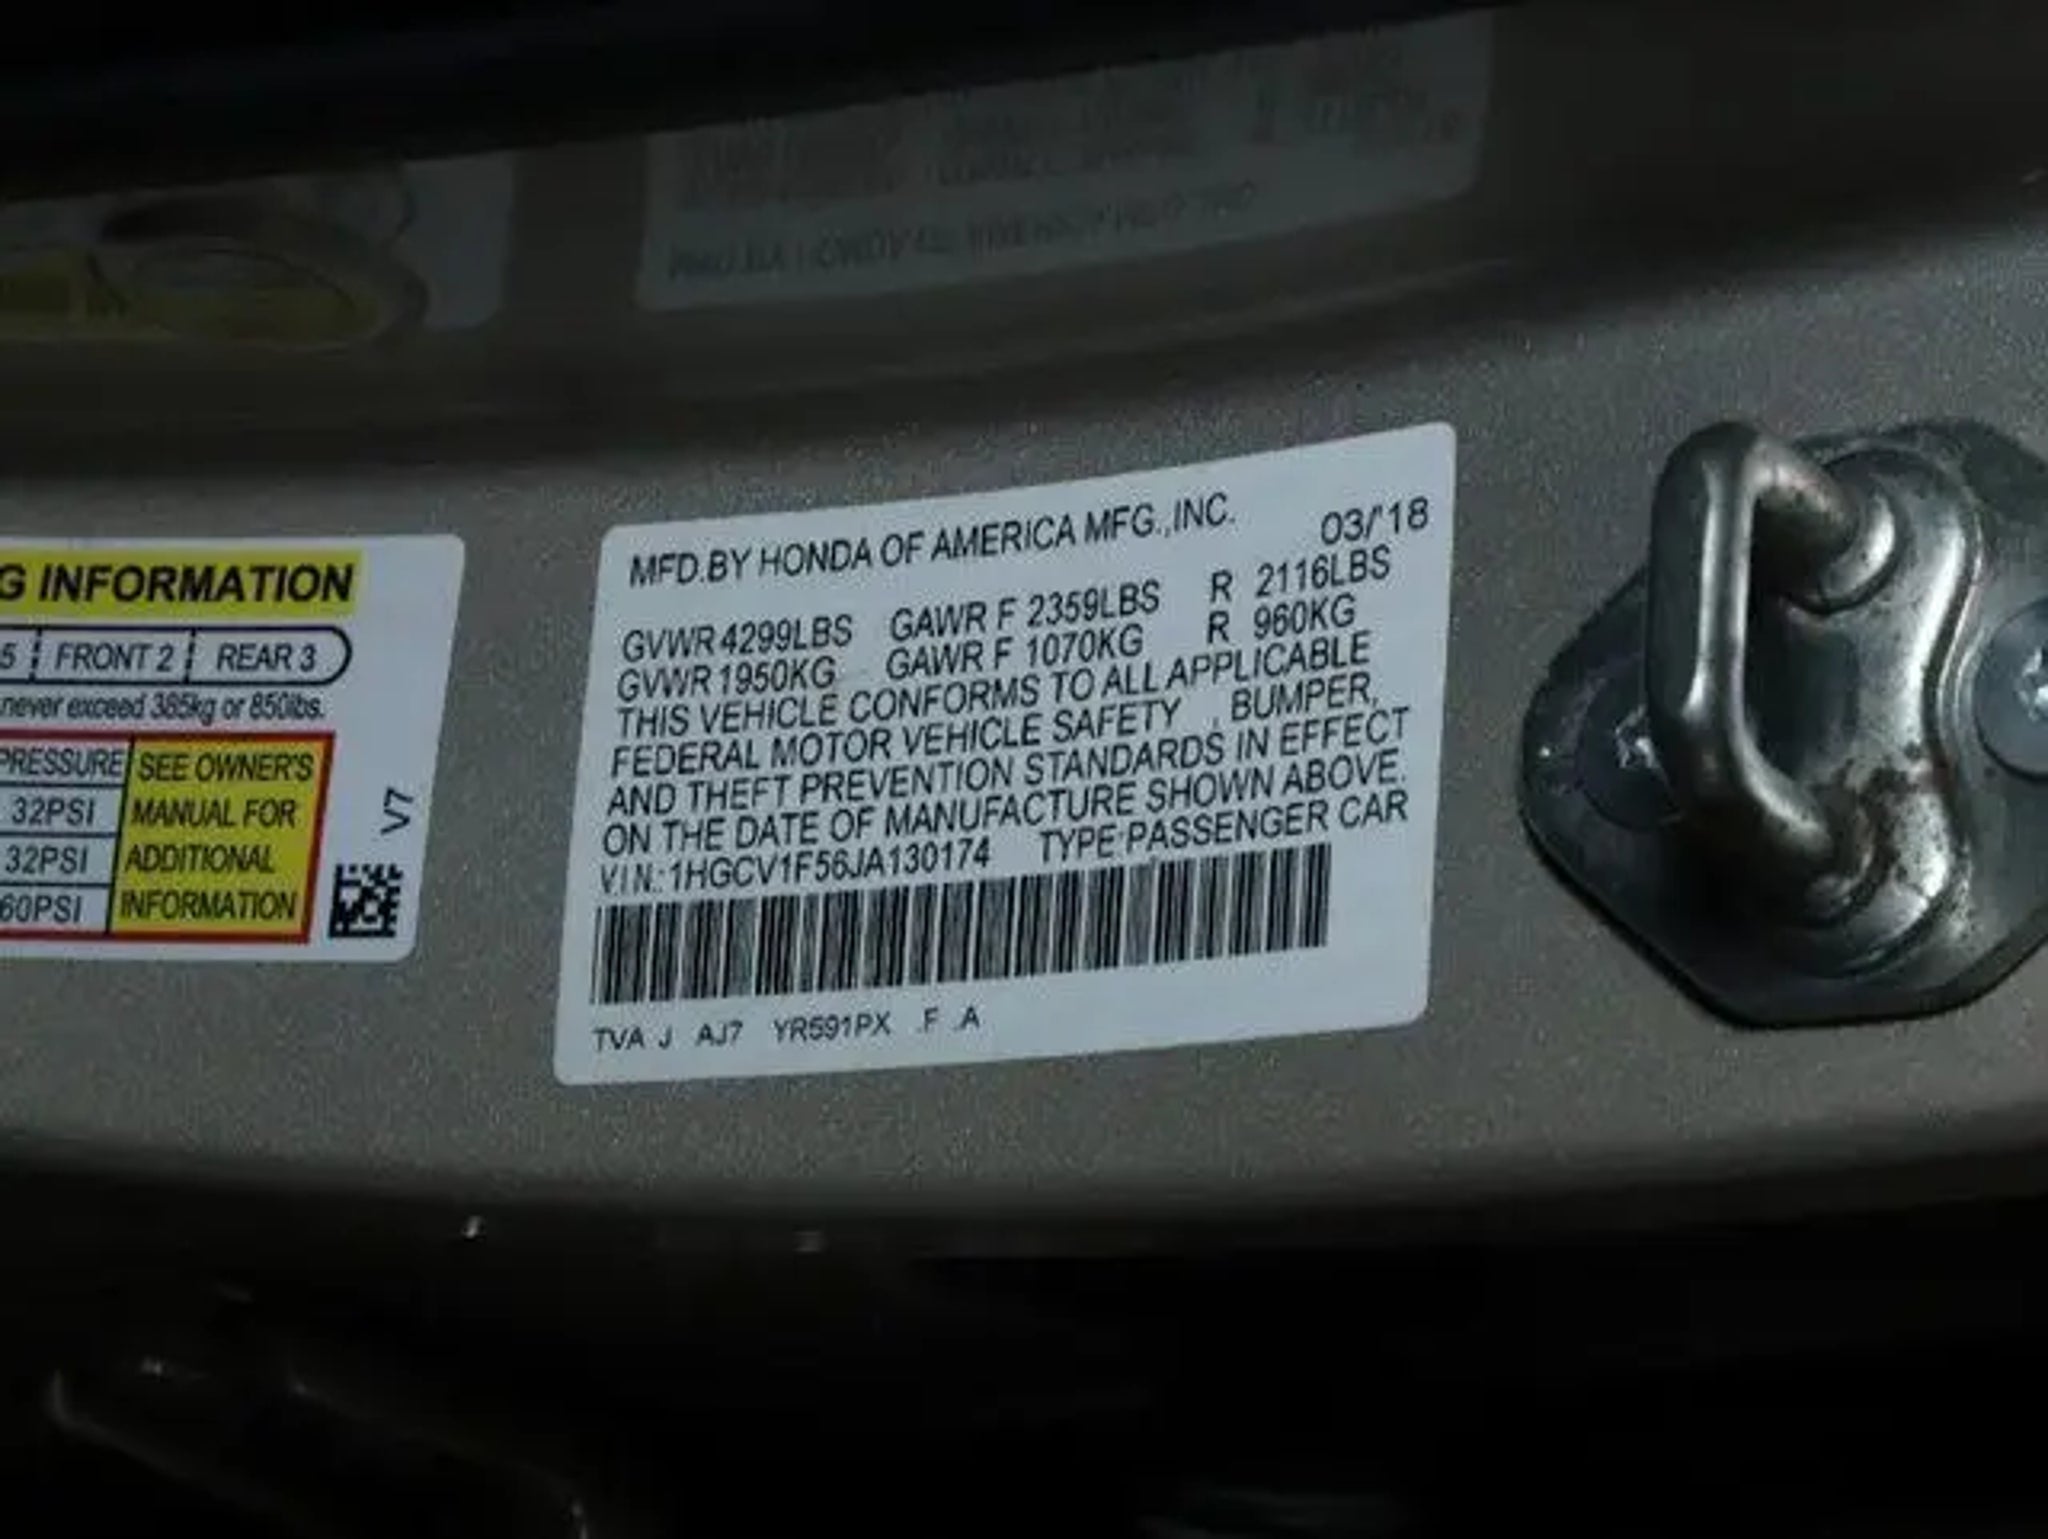 G INFORMATION
5 FRONT 2 REAR 3
never exceed 385kg or 850lbs.
PRESSURE SEE OWNER'S
32PSI MANUAL FOR
32PSI ADDITIONAL
60PSI INFORMATION
V7
MFD.BY HONDA OF AMERICA MFG.,INC. 03/'18
GVWR 4299LBS GAWR F 2359LBS R 2116LBS
GVWR 1950KG GAWR F 1070KG R 960KG
THIS VEHICLE CONFORMS TO ALL APPLICABLE
FEDERAL MOTOR VEHICLE SAFETY , BUMPER,
AND THEFT PREVENTION STANDARDS IN EFFECT
ON THE DATE OF MANUFACTURE SHOWN ABOVE.
V.I.N.: 1HGCV1F56JA130174 TYPE:PASSENGER CAR
TVA J AJ7 YR591PX .F .A